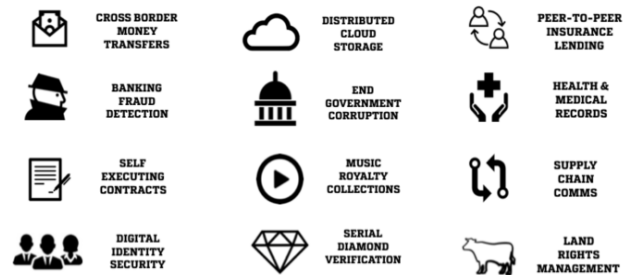 CROSS BORDER
MONEY
TRANSFERS
DISTRIBUTED
CLOUD
STORAGE
PEER-TO-PEER
INSURANCE
LENDING
BANKING
FRAUD
DETECTION
END
GOVERNMENT
CORRUPTION
HEALTH &
MEDICAL
RECORDS
SELF
EXECUTING
CONTRACTS
MUSIC
ROYALTY
COLLECTIONS
SUPPLY
CHAIN
COMMS
DIGITAL
IDENTITY
SECURITY
SERIAL
DIAMOND
VERIFICATION
LAND
RIGHTS
MANAGEMENT